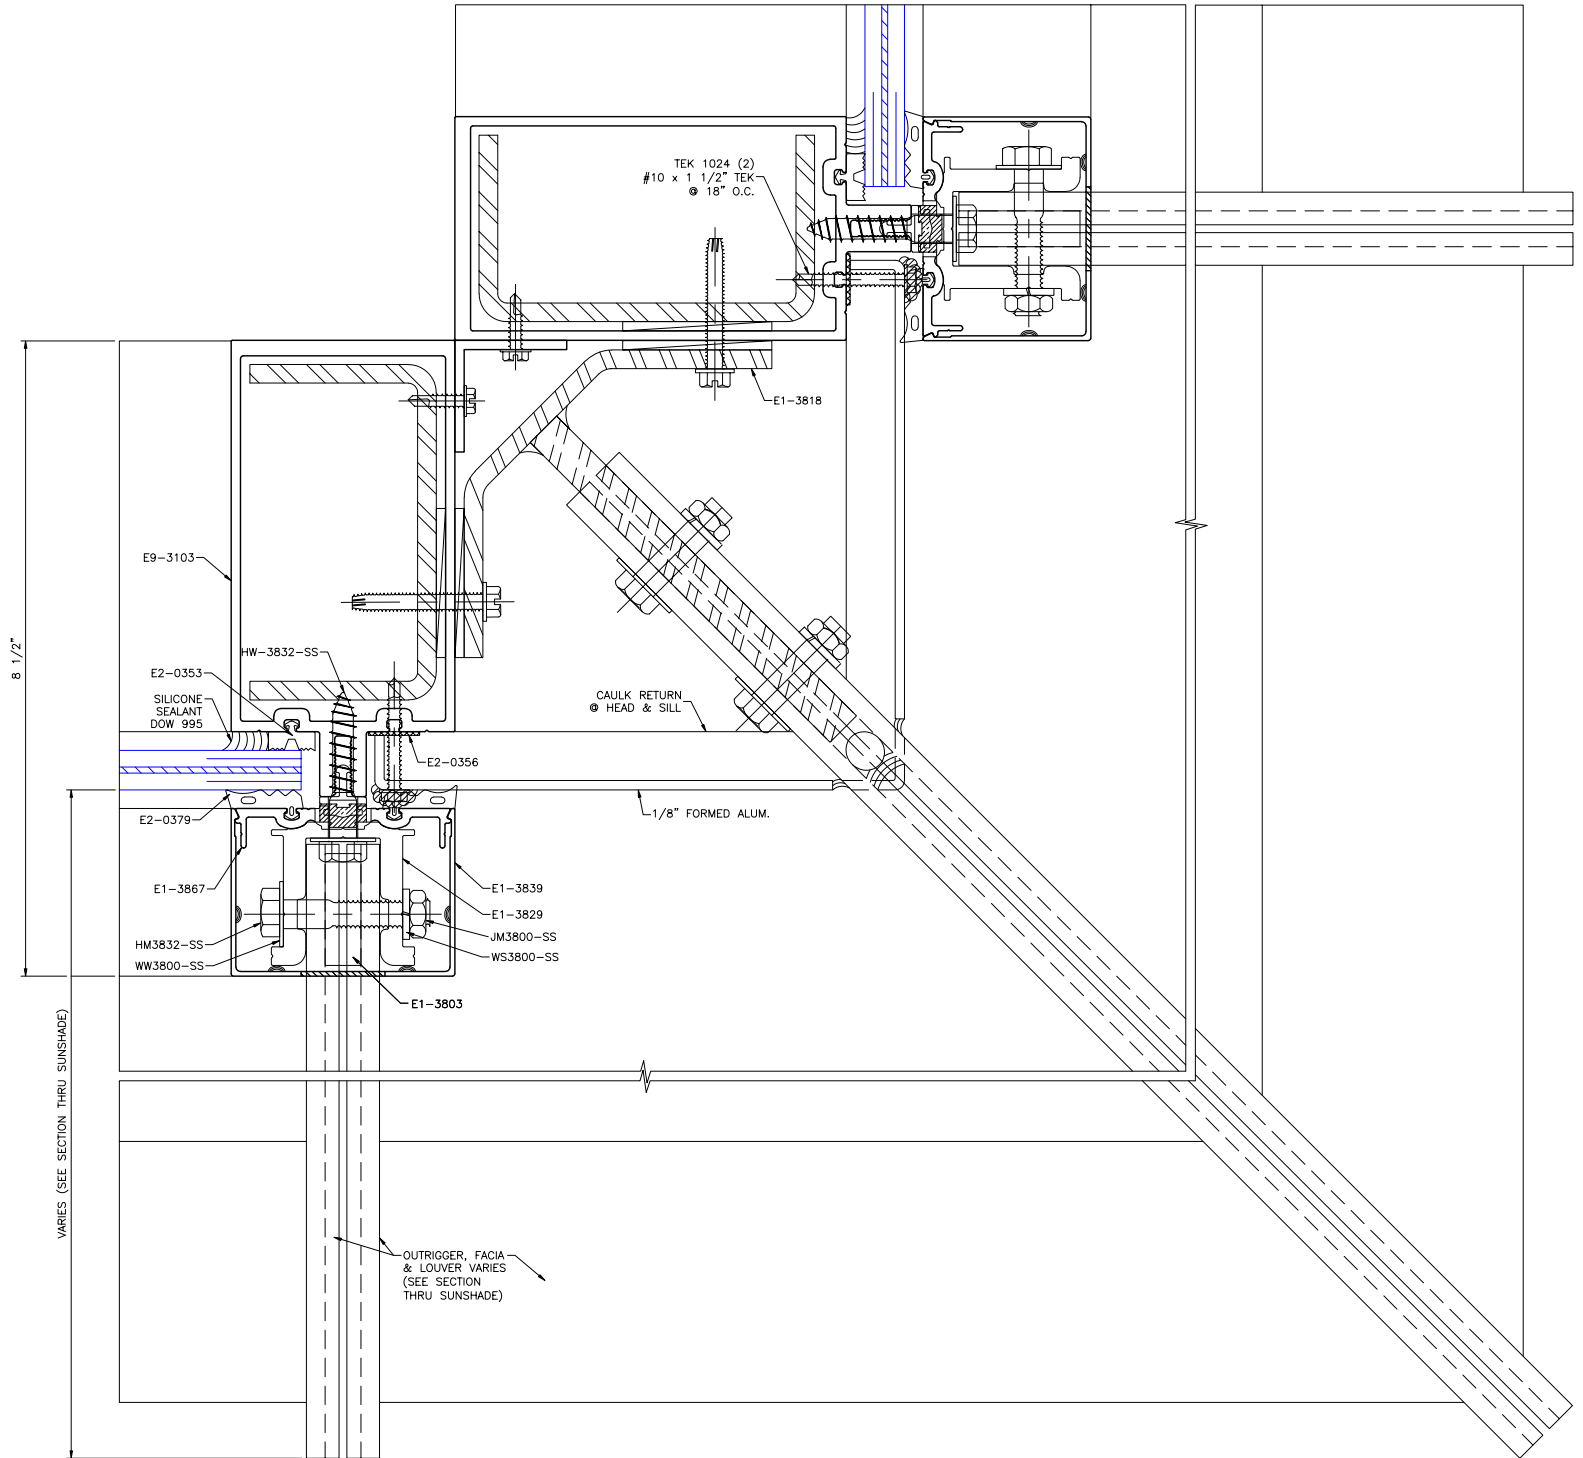 TEK 1024 (2)
#10 x 1 1/2" TEK
@ 18" O.C.
E1-3818
E9-3103
8 1/2"
HW-3832-SS
E2-0353
SILICONE
SEALANT
DOW 995
CAULK RETURN
@ HEAD & SILL
E2-0356
E2-0379
1/8" FORMED ALUM.
E1-3867
E1-3839
E1-3829
HM3832-SS
JM3800-SS
WW3800-SS
WS3800-SS
E1-3803
VARIES (SEE SECTION THRU SUNSHADE)
OUTRIGGER, FACIA
& LOUVER VARIES
(SEE SECTION
THRU SUNSHADE)